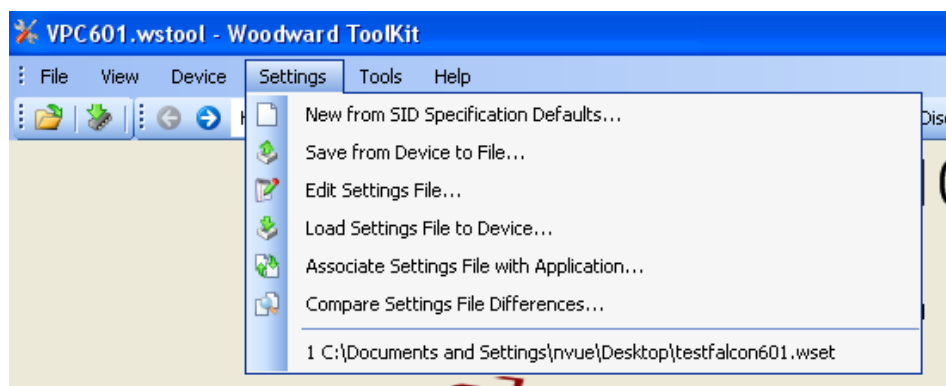 VPC601.wstool - Woodward ToolKit
File View Device Settings Tools Help
New from SID Specification Defaults...
Save from Device to File...
Edit Settings File...
Load Settings File to Device...
Associate Settings File with Application...
Compare Settings File Differences...
1 C:\Documents and Settings\nvue\Desktop\testfalcon601.wset